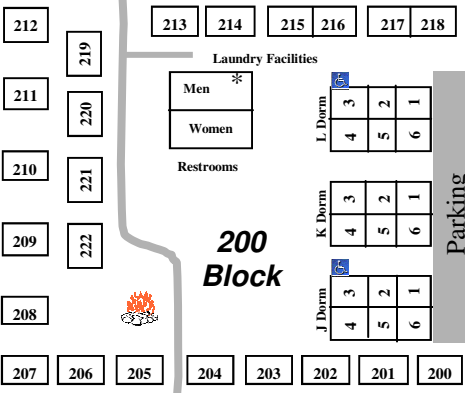 212
213 214 215 216 217 218
219
Laundry Facilities
211
Men *
220
Women
L Dorm
3 2 1
4 5 6
210
221
Restrooms
K Dorm
3 2 1
4 5 6
Parking
209
222
200
Block
208
J Dorm
3 2 1
4 5 6
207 206 205 204 203 202 201 200